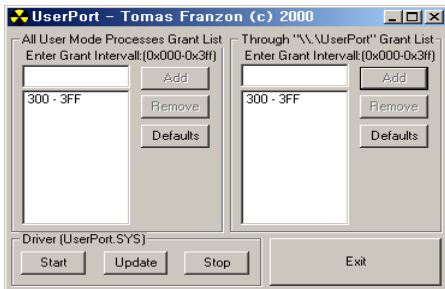 UserPort - Tomas Franzon (c) 2000
All User Mode Processes Grant List
Enter Grant Intervall:(0x000-0x3ff)
Add
300 - 3FF
Remove
Defaults
Through "\\.\UserPort" Grant List
Enter Grant Intervall:(0x000-0x3ff)
Add
300 - 3FF
Remove
Defaults
Driver (UserPort.SYS)
Start
Update
Stop
Exit